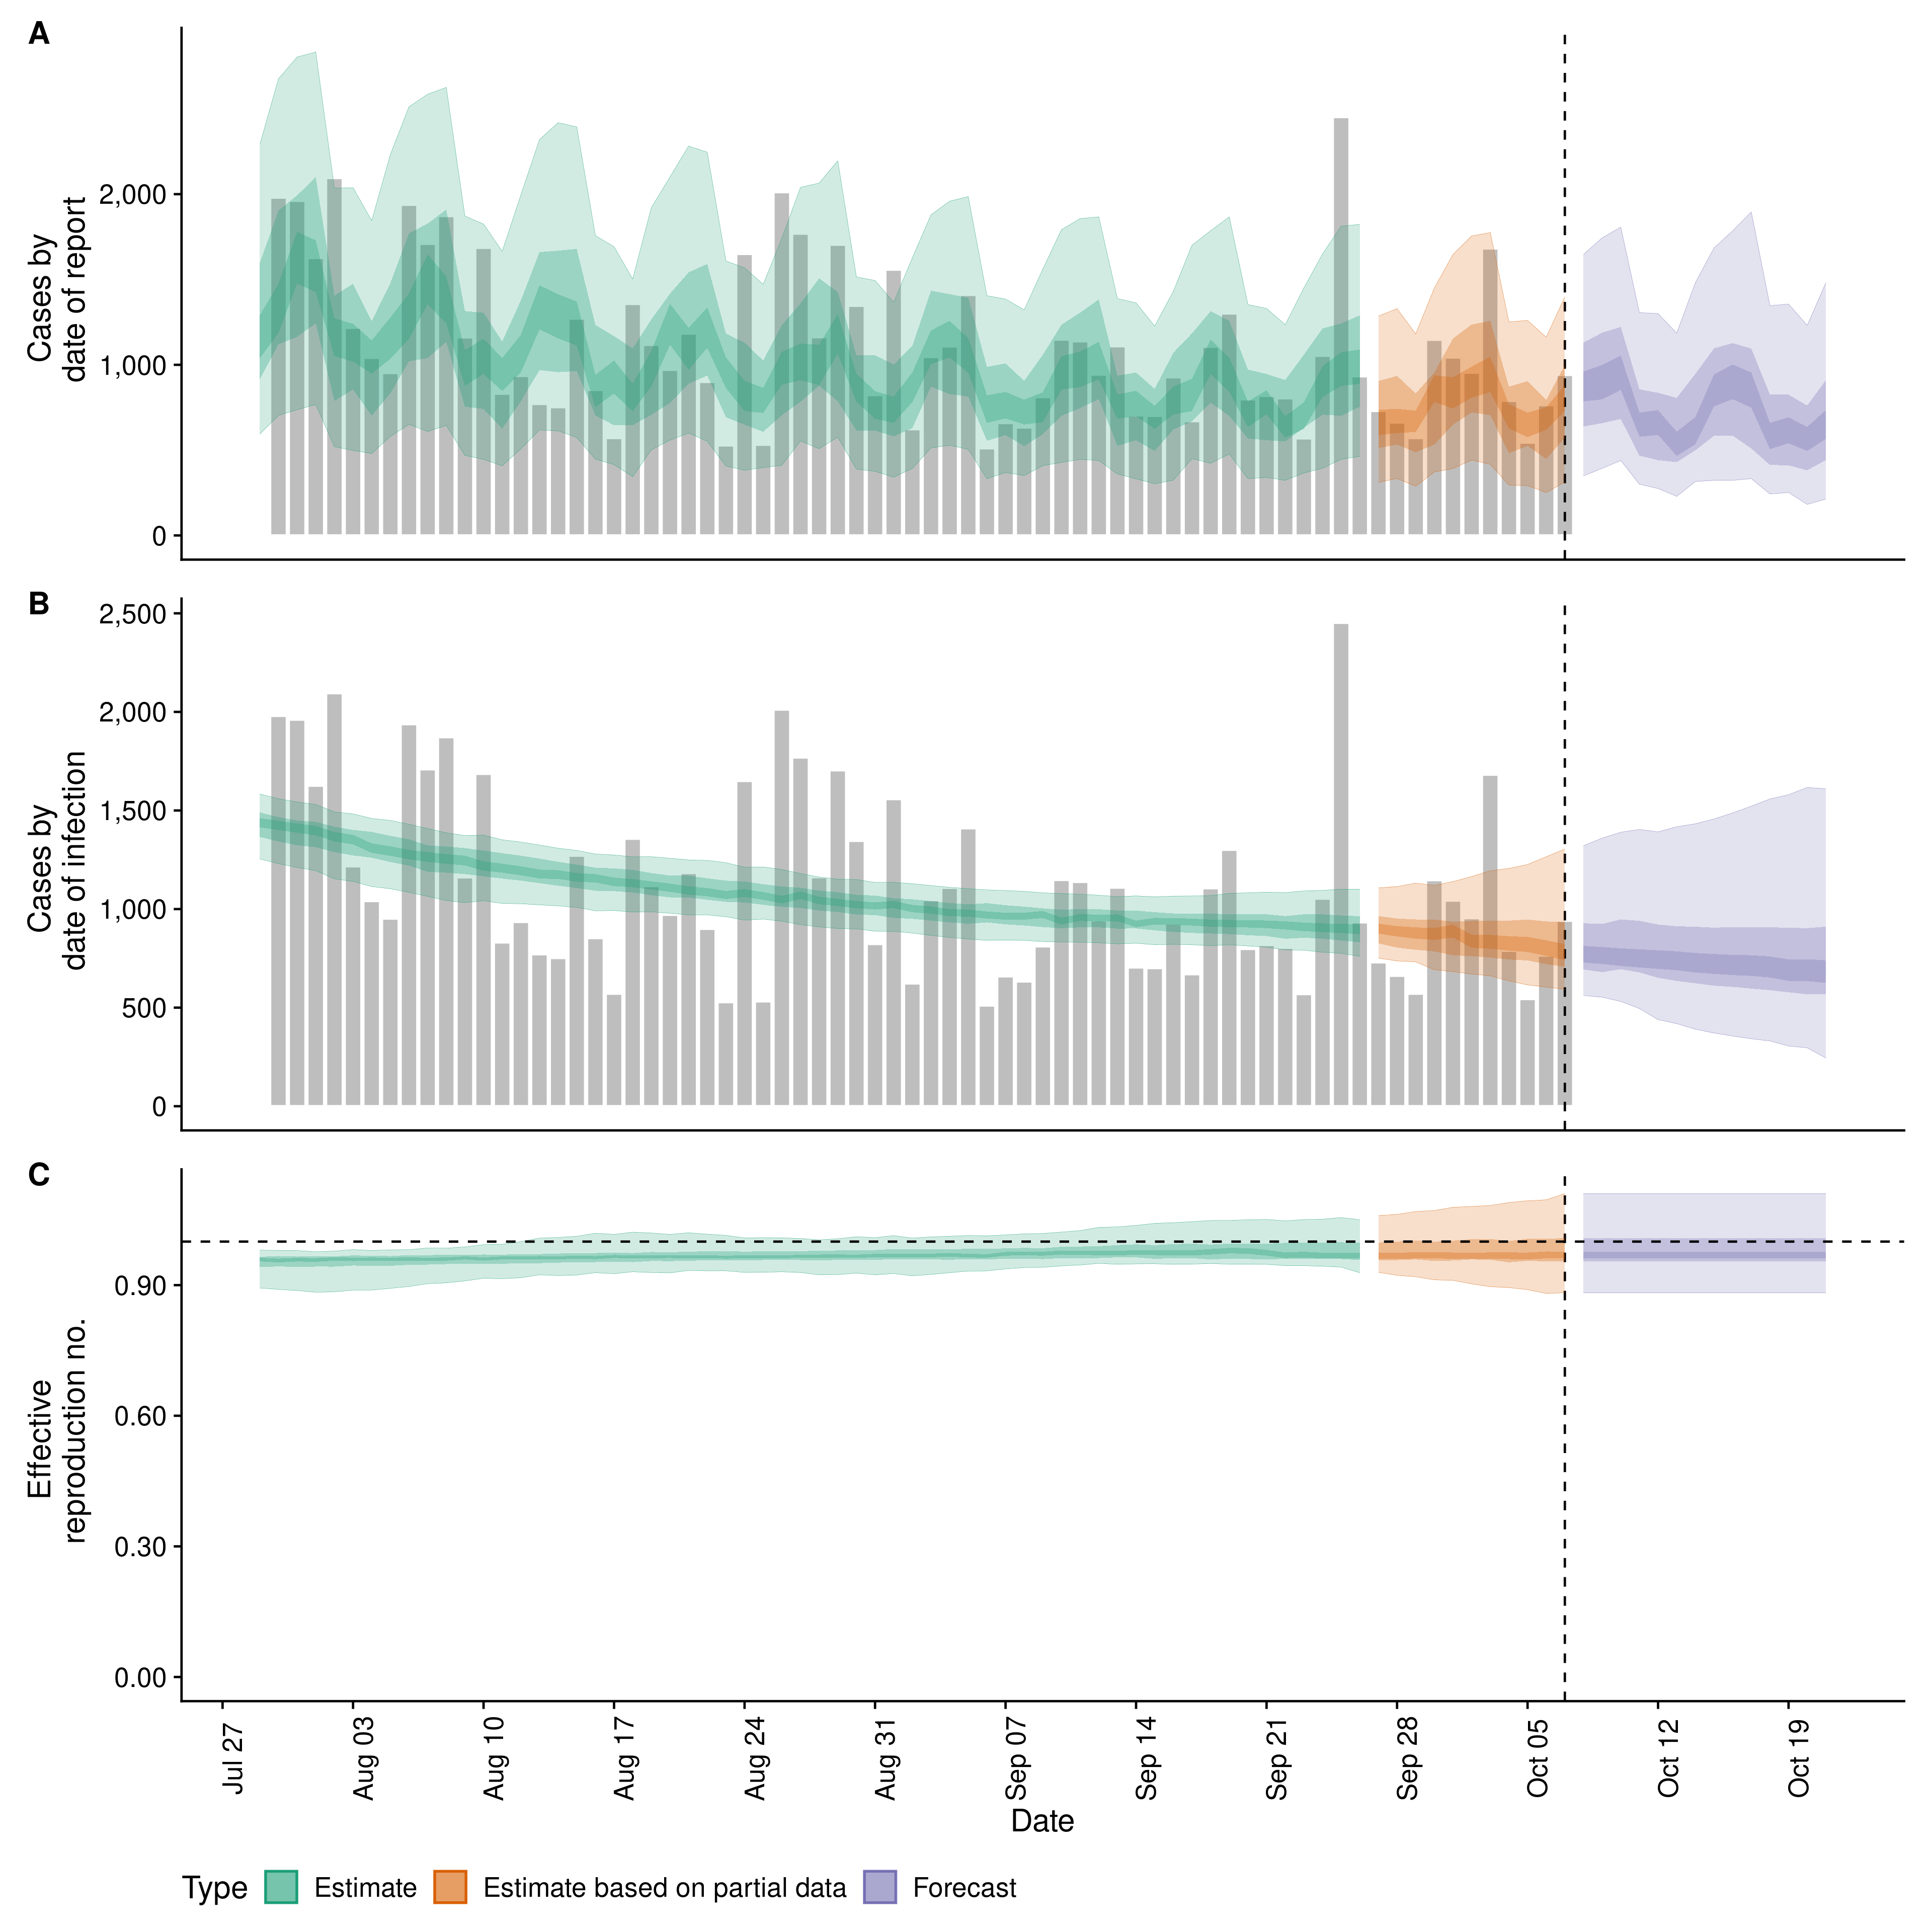 A
Cases by
date of report
2,000
1,000
0
B
Cases by
date of infection
2,500
2,000
1,500
1,000
500
0
C
Effective
reproduction no.
0.90
0.60
0.30
0.00
Jul 27
Aug 03
Aug 10
Aug 17
Aug 24
Aug 31
Sep 07
Sep 14
Sep 21
Sep 28
Oct 05
Oct 12
Oct 19
Date
Type Estimate Estimate based on partial data Forecast